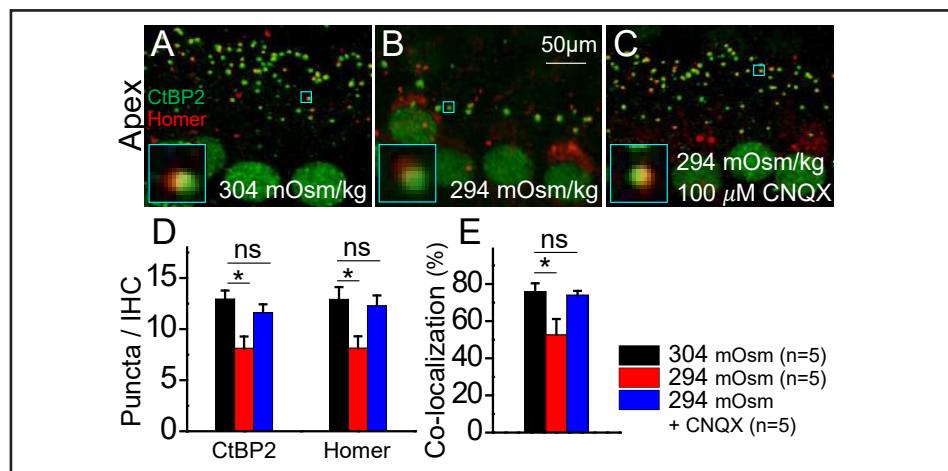 A
B
C
50µm
Apex
CtBP2
Homer
304 mOsm/kg
294 mOsm/kg
294 mOsm/kg
100 µM CNQX
D
E
ns
ns
ns
*
*
*
Puncta / IHC
15
10
5
0
CtBP2
Homer
Co-localization (%)
80
60
40
20
0
304 mOsm (n=5)
294 mOsm (n=5)
294 mOsm
+ CNQX (n=5)